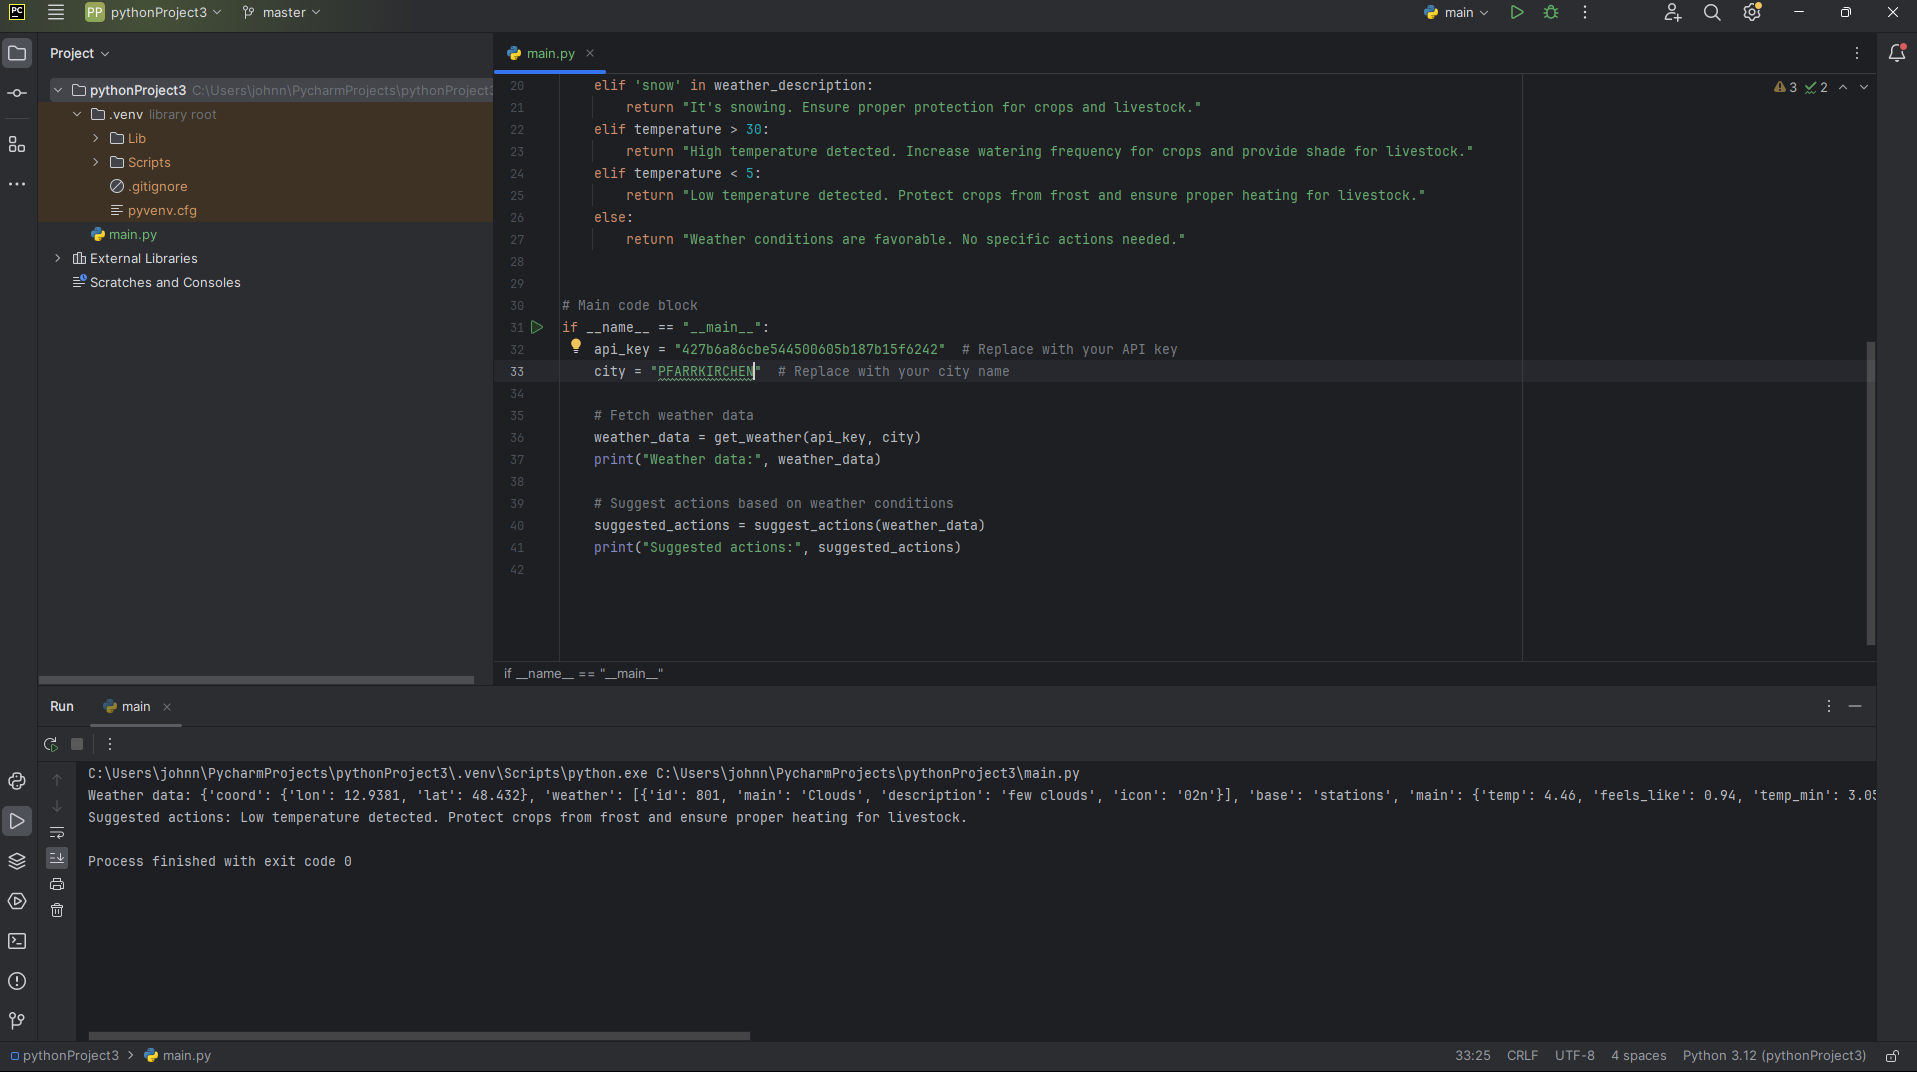 PC
PP pythonProject3 master main
Project
main.py
pythonProject3 C:\Users\johnn\PycharmProjects\pythonProject3
.venv library root
Lib
Scripts
.gitignore
pyvenv.cfg
main.py
External Libraries
Scratches and Consoles
3 2
20 elif 'snow' in weather_description:
21 return "It's snowing. Ensure proper protection for crops and livestock."
22 elif temperature > 30:
23 return "High temperature detected. Increase watering frequency for crops and provide shade for livestock."
24 elif temperature < 5:
25 return "Low temperature detected. Protect crops from frost and ensure proper heating for livestock."
26 else:
27 return "Weather conditions are favorable. No specific actions needed."
28
29
30 # Main code block
31 if __name__ == "__main__":
32 api_key = "427b6a86cbe544500605b187b15f6242" # Replace with your API key
33 city = "PFARRKIRCHEN" # Replace with your city name
34
35 # Fetch weather data
36 weather_data = get_weather(api_key, city)
37 print("Weather data:", weather_data)
38
39 # Suggest actions based on weather conditions
40 suggested_actions = suggest_actions(weather_data)
41 print("Suggested actions:", suggested_actions)
42
if __name__ == "__main__"
Run main
C:\Users\johnn\PycharmProjects\pythonProject3\.venv\Scripts\python.exe C:\Users\johnn\PycharmProjects\pythonProject3\main.py
Weather data: {'coord': {'lon': 12.9381, 'lat': 48.432}, 'weather': [{'id': 801, 'main': 'Clouds', 'description': 'few clouds', 'icon': '02n'}], 'base': 'stations', 'main': {'temp': 4.46, 'feels_like': 0.94, 'temp_min': 3.05
Suggested actions: Low temperature detected. Protect crops from frost and ensure proper heating for livestock.
Process finished with exit code 0
pythonProject3 > main.py
33:25 CRLF UTF-8 4 spaces Python 3.12 (pythonProject3)